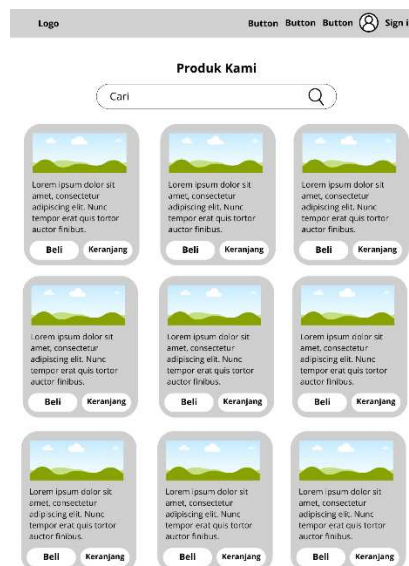 Logo Button Button Button Sign i
Produk Kami
Cari
Lorem ipsum dolor sit
amet, consectetur
adipiscing elit. Nunc
tempor erat quis tortor
auctor finibus.
Beli Keranjang
Lorem ipsum dolor sit
amet, consectetur
adipiscing elit. Nunc
tempor erat quis tortor
auctor finibus.
Beli Keranjang
Lorem ipsum dolor sit
amet, consectetur
adipiscing elit. Nunc
tempor erat quis tortor
auctor finibus.
Beli Keranjang
Lorem ipsum dolor sit
amet, consectetur
adipiscing elit. Nunc
tempor erat quis tortor
auctor finibus.
Beli Keranjang
Lorem ipsum dolor sit
amet, consectetur
adipiscing elit. Nunc
tempor erat quis tortor
auctor finibus.
Beli Keranjang
Lorem ipsum dolor sit
amet, consectetur
adipiscing elit. Nunc
tempor erat quis tortor
auctor finibus.
Beli Keranjang
Lorem ipsum dolor sit
amet, consectetur
adipiscing elit. Nunc
tempor erat quis tortor
auctor finibus.
Beli Keranjang
Lorem ipsum dolor sit
amet, consectetur
adipiscing elit. Nunc
tempor erat quis tortor
auctor finibus.
Beli Keranjang
Lorem ipsum dolor sit
amet, consectetur
adipiscing elit. Nunc
tempor erat quis tortor
auctor finibus.
Beli Keranjang